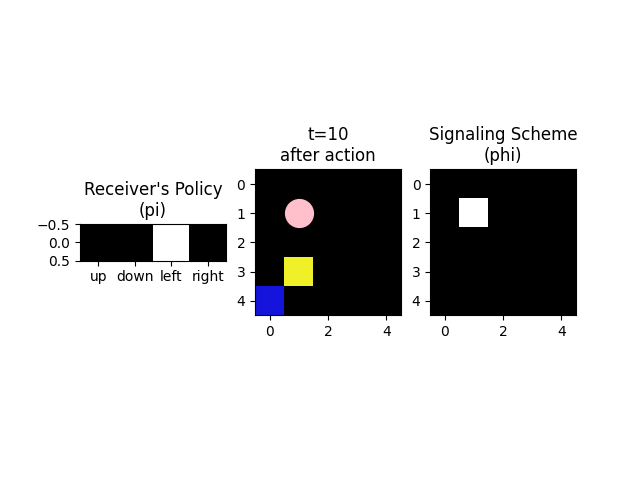 Receiver's Policy
(pi)
−0.5
0.0
0.5
up down left right
t=10
after action
0
1
2
3
4
0 2 4
Signaling Scheme
(phi)
0
1
2
3
4
0 2 4